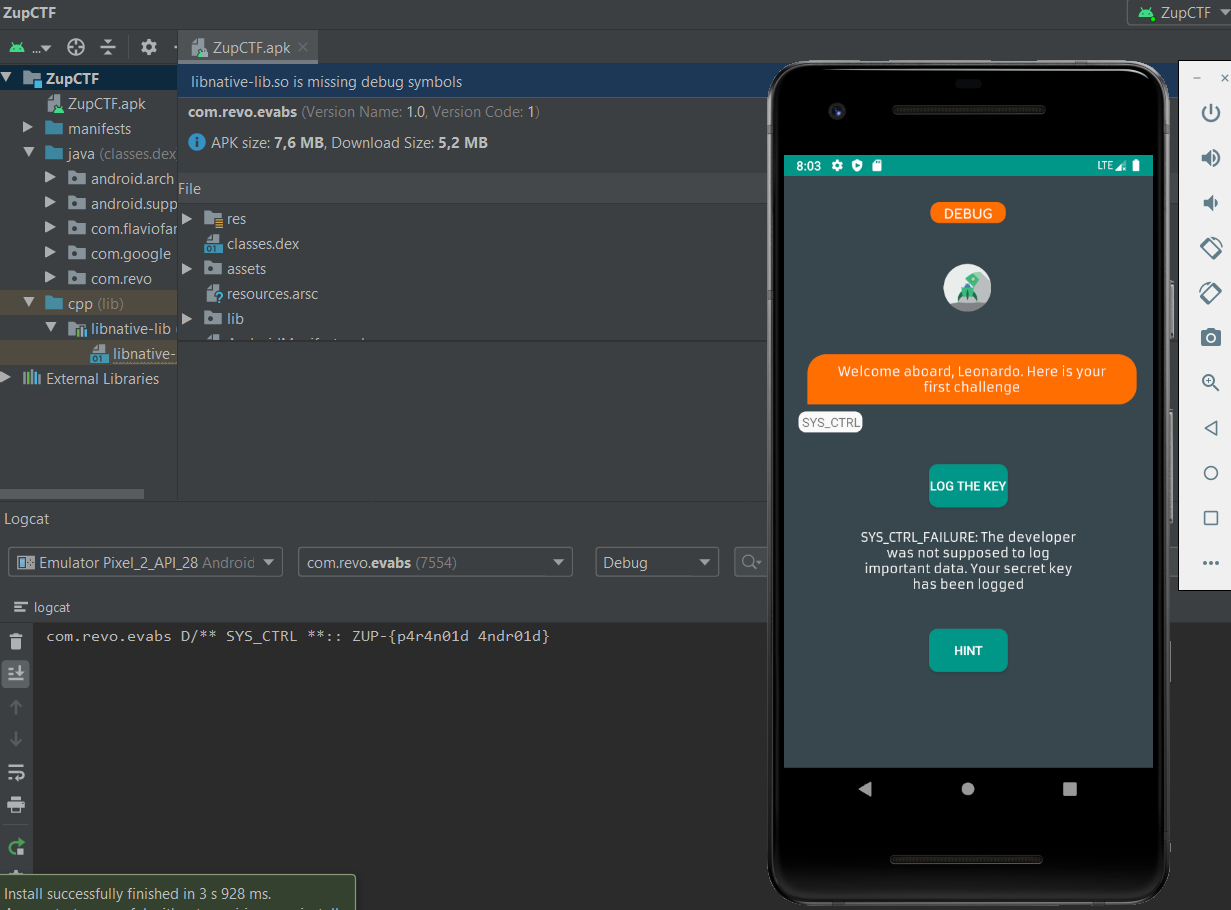 ZupCTF
ZupCTF
...
ZupCTF.apk
ZupCTF
ZupCTF.apk
manifests
java (classes.dex
android.arch
android.supp
com.flaviofar
com.google
com.revo
cpp (lib)
libnative-lib
libnative-
External Libraries
libnative-lib.so is missing debug symbols
com.revo.evabs (Version Name: 1.0, Version Code: 1)
APK size: 7,6 MB, Download Size: 5,2 MB
File
res
classes.dex
assets
resources.arsc
lib
8:03
LTE
DEBUG
Welcome aboard, Leonardo. Here is your
first challenge
SYS_CTRL
LOG THE KEY
SYS_CTRL_FAILURE: The developer
was not supposed to log
important data. Your secret key
has been logged
HINT
Logcat
Emulator Pixel_2_API_28 Android
com.revo.evabs (7554)
Debug
logcat
com.revo.evabs D/** SYS_CTRL **:: ZUP-{p4r4n01d 4ndr01d}
Install successfully finished in 3 s 928 ms.